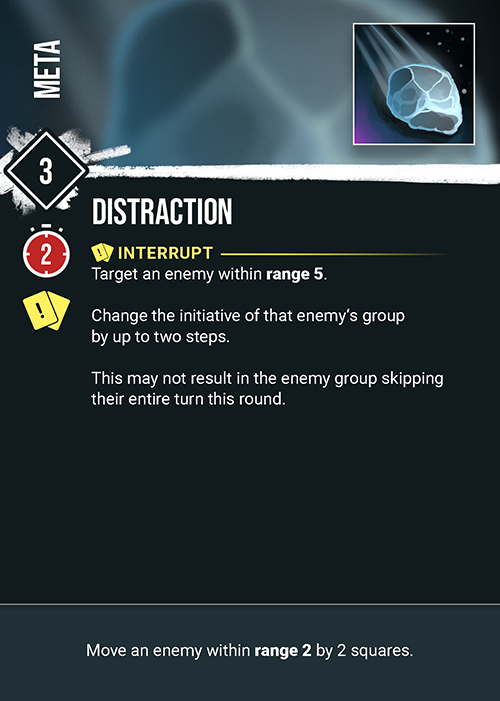 META
3
DISTRACTION
2
! INTERRUPT
Target an enemy within range 5.
!
Change the initiative of that enemy‘s group
by up to two steps.
This may not result in the enemy group skipping
their entire turn this round.
Move an enemy within range 2 by 2 squares.